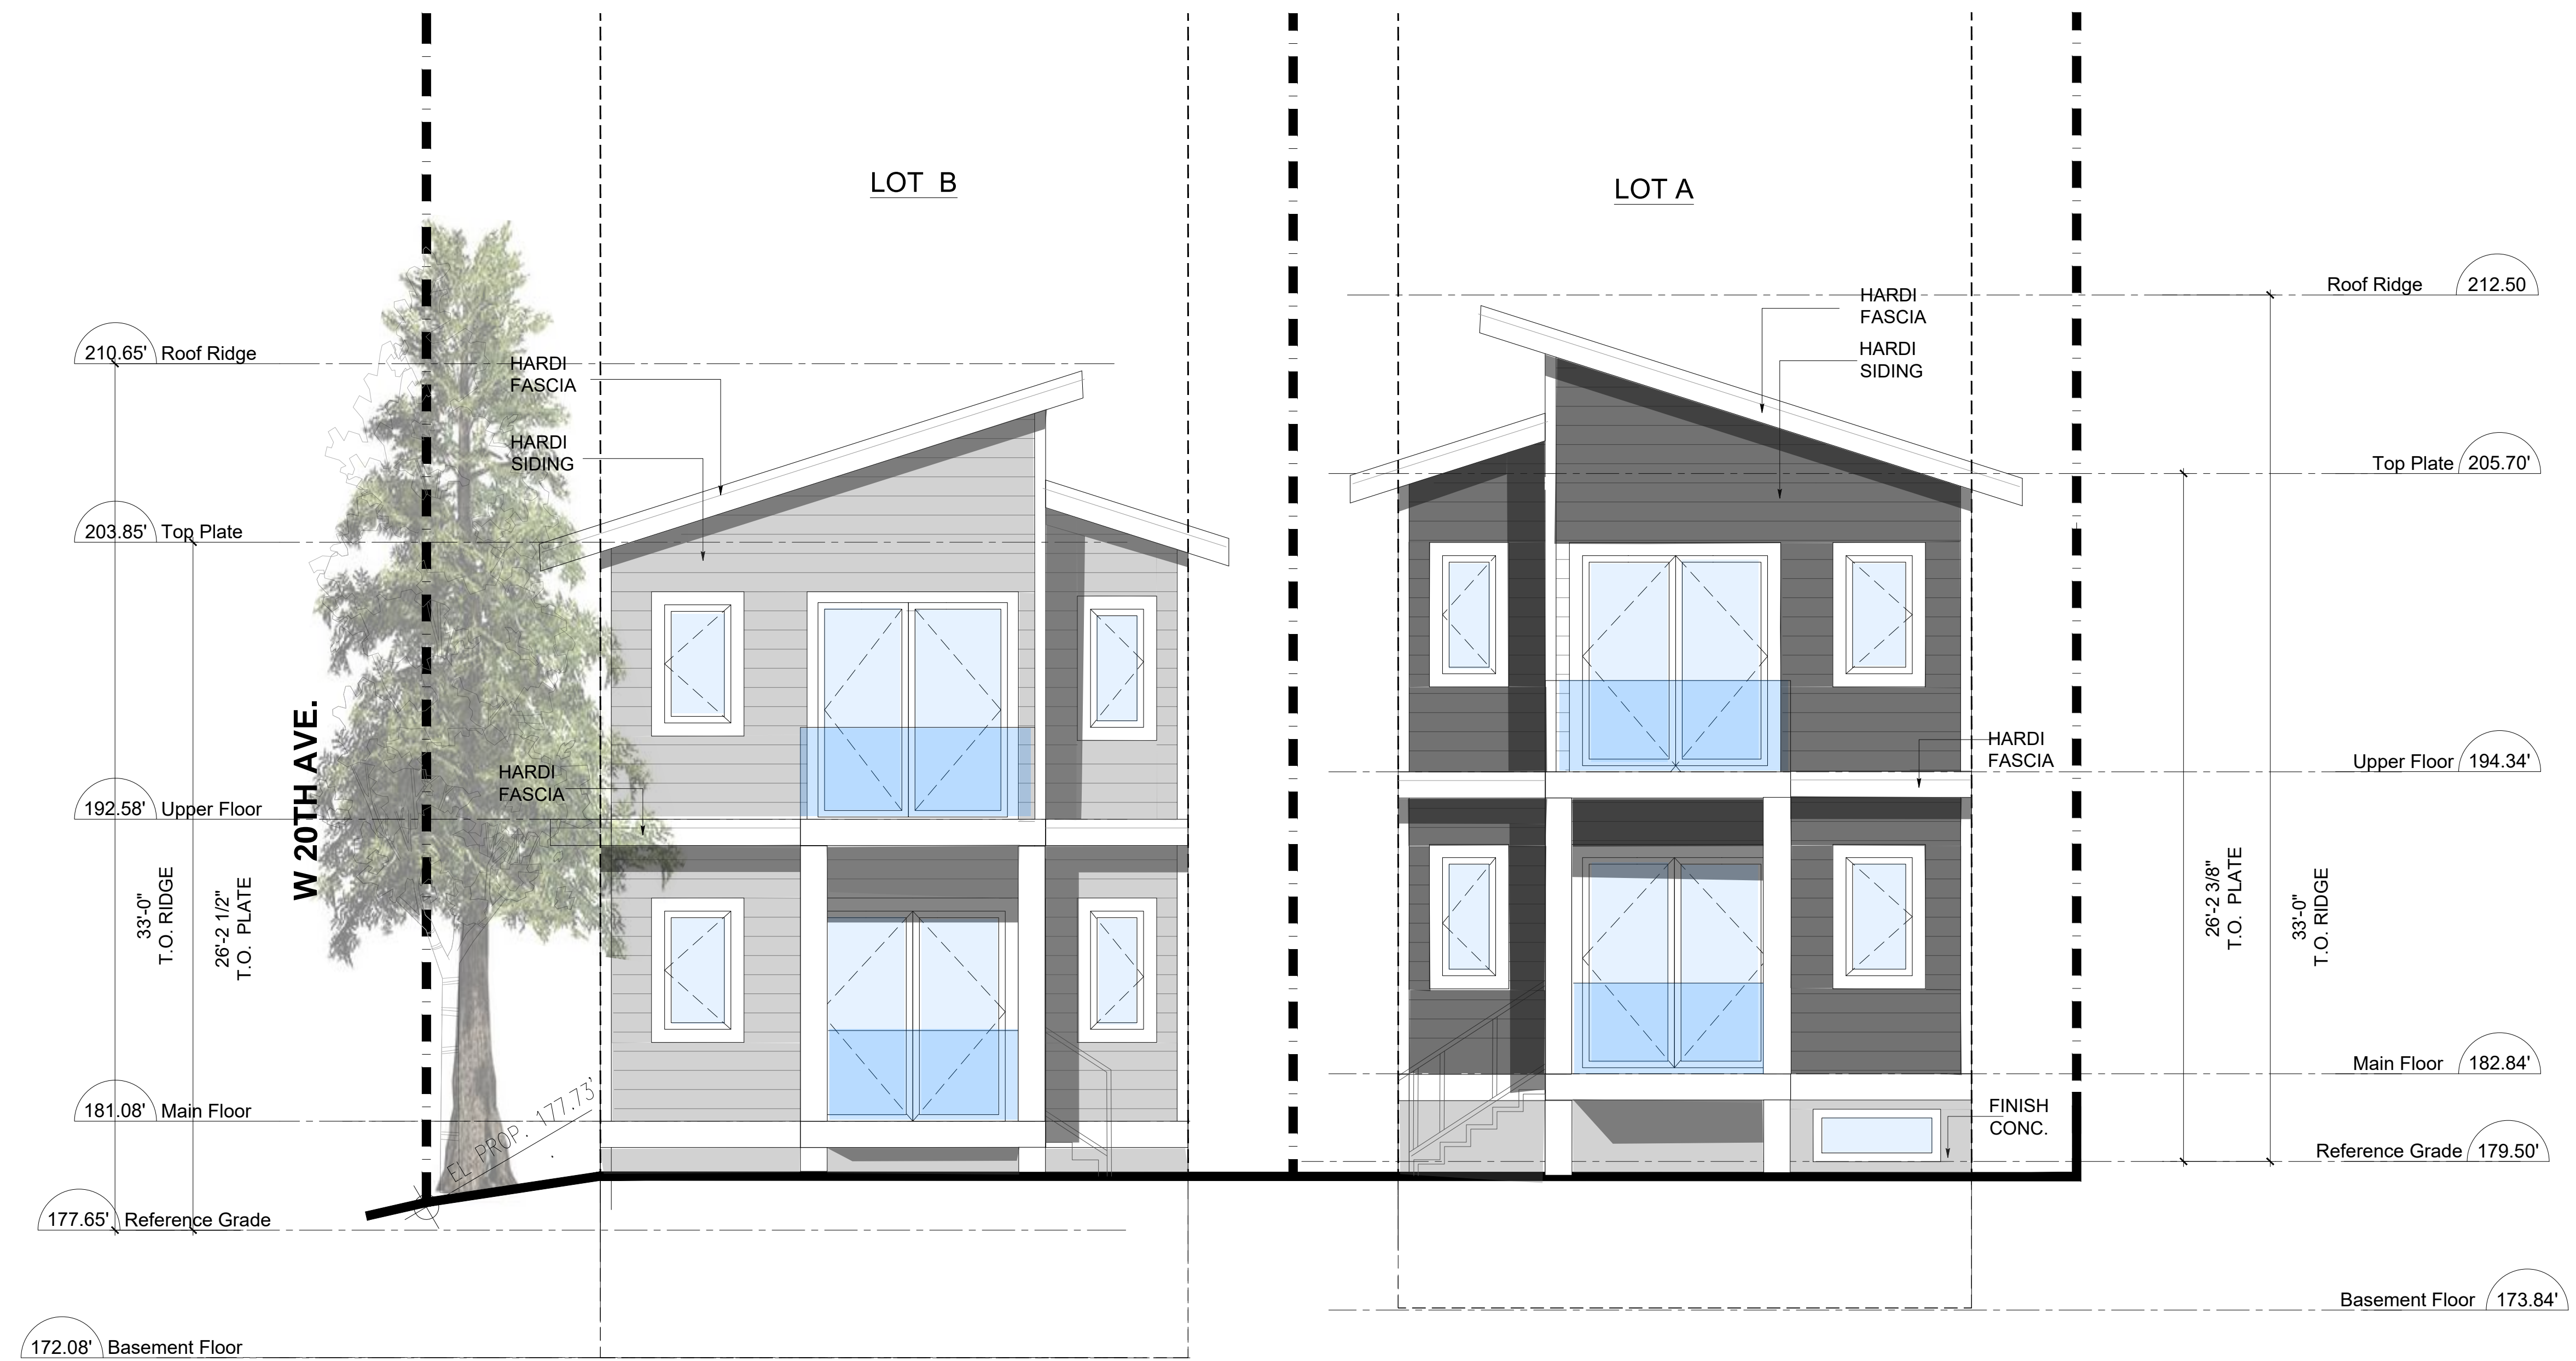 LOT  B
LOT A
210.65' Roof Ridge
203.85' Top Plate
192.58' Upper Floor
181.08' Main Floor
177.65' Reference Grade
172.08' Basement Floor
33'-0"
T.O. RIDGE
26'-2 1/2"
T.O. PLATE
W 20TH AVE.
HARDI
FASCIA
HARDI
SIDING
HARDI
FASCIA
EL PROP. 177.73'
HARDI
FASCIA
HARDI
SIDING
HARDI
FASCIA
FINISH
CONC.
26'-2 3/8"
T.O. PLATE
33'-0"
T.O. RIDGE
Roof Ridge 212.50
Top Plate 205.70'
Upper Floor 194.34'
Main Floor 182.84'
Reference Grade 179.50'
Basement Floor 173.84'